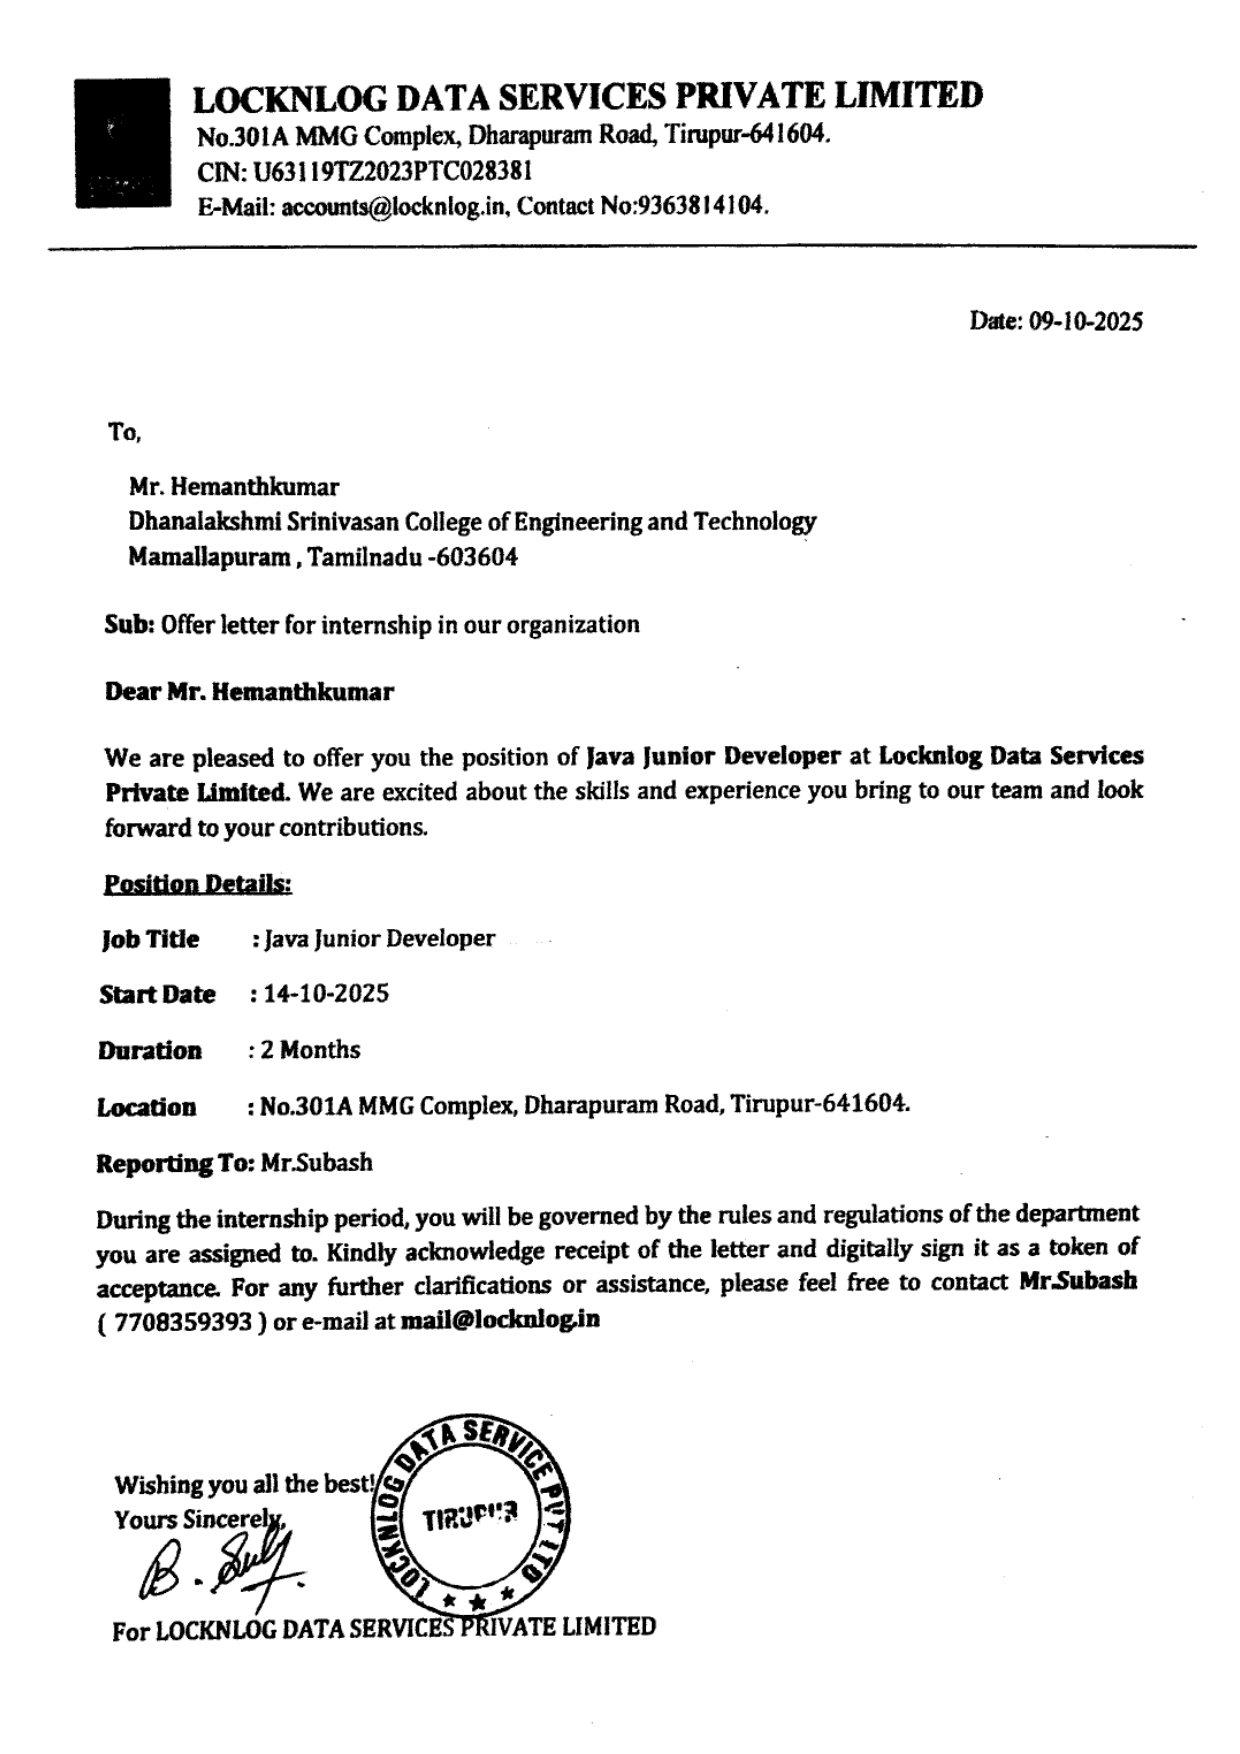 LOCKNLOG DATA SERVICES PRIVATE LIMITED
No.301A MMG Complex, Dharapuram Road, Tirupur-641604.
CIN: U63119TZ2023PTC028381
E-Mail: accounts@locknlog.in, Contact No:9363814104.
Date: 09-10-2025
To,
Mr. Hemanthkumar
Dhanalakshmi Srinivasan College of Engineering and Technology
Mamallapuram , Tamilnadu -603604
Sub: Offer letter for internship in our organization
Dear Mr. Hemanthkumar
We are pleased to offer you the position of Java Junior Developer at Locknlog Data Services
Private Limited. We are excited about the skills and experience you bring to our team and look
forward to your contributions.
Position Details:
Job Title : Java Junior Developer
Start Date : 14-10-2025
Duration : 2 Months
Location : No.301A MMG Complex, Dharapuram Road, Tirupur-641604.
Reporting To: Mr.Subash
During the internship period, you will be governed by the rules and regulations of the department
you are assigned to. Kindly acknowledge receipt of the letter and digitally sign it as a token of
acceptance. For any further clarifications or assistance, please feel free to contact Mr.Subash
( 7708359393 ) or e-mail at mail@locknlog.in
Wishing you all the best!
Yours Sincerely,
LOCKNLOG DATA SERVICE PVT LTD
TIRUPUR
For LOCKNLOG DATA SERVICES PRIVATE LIMITED